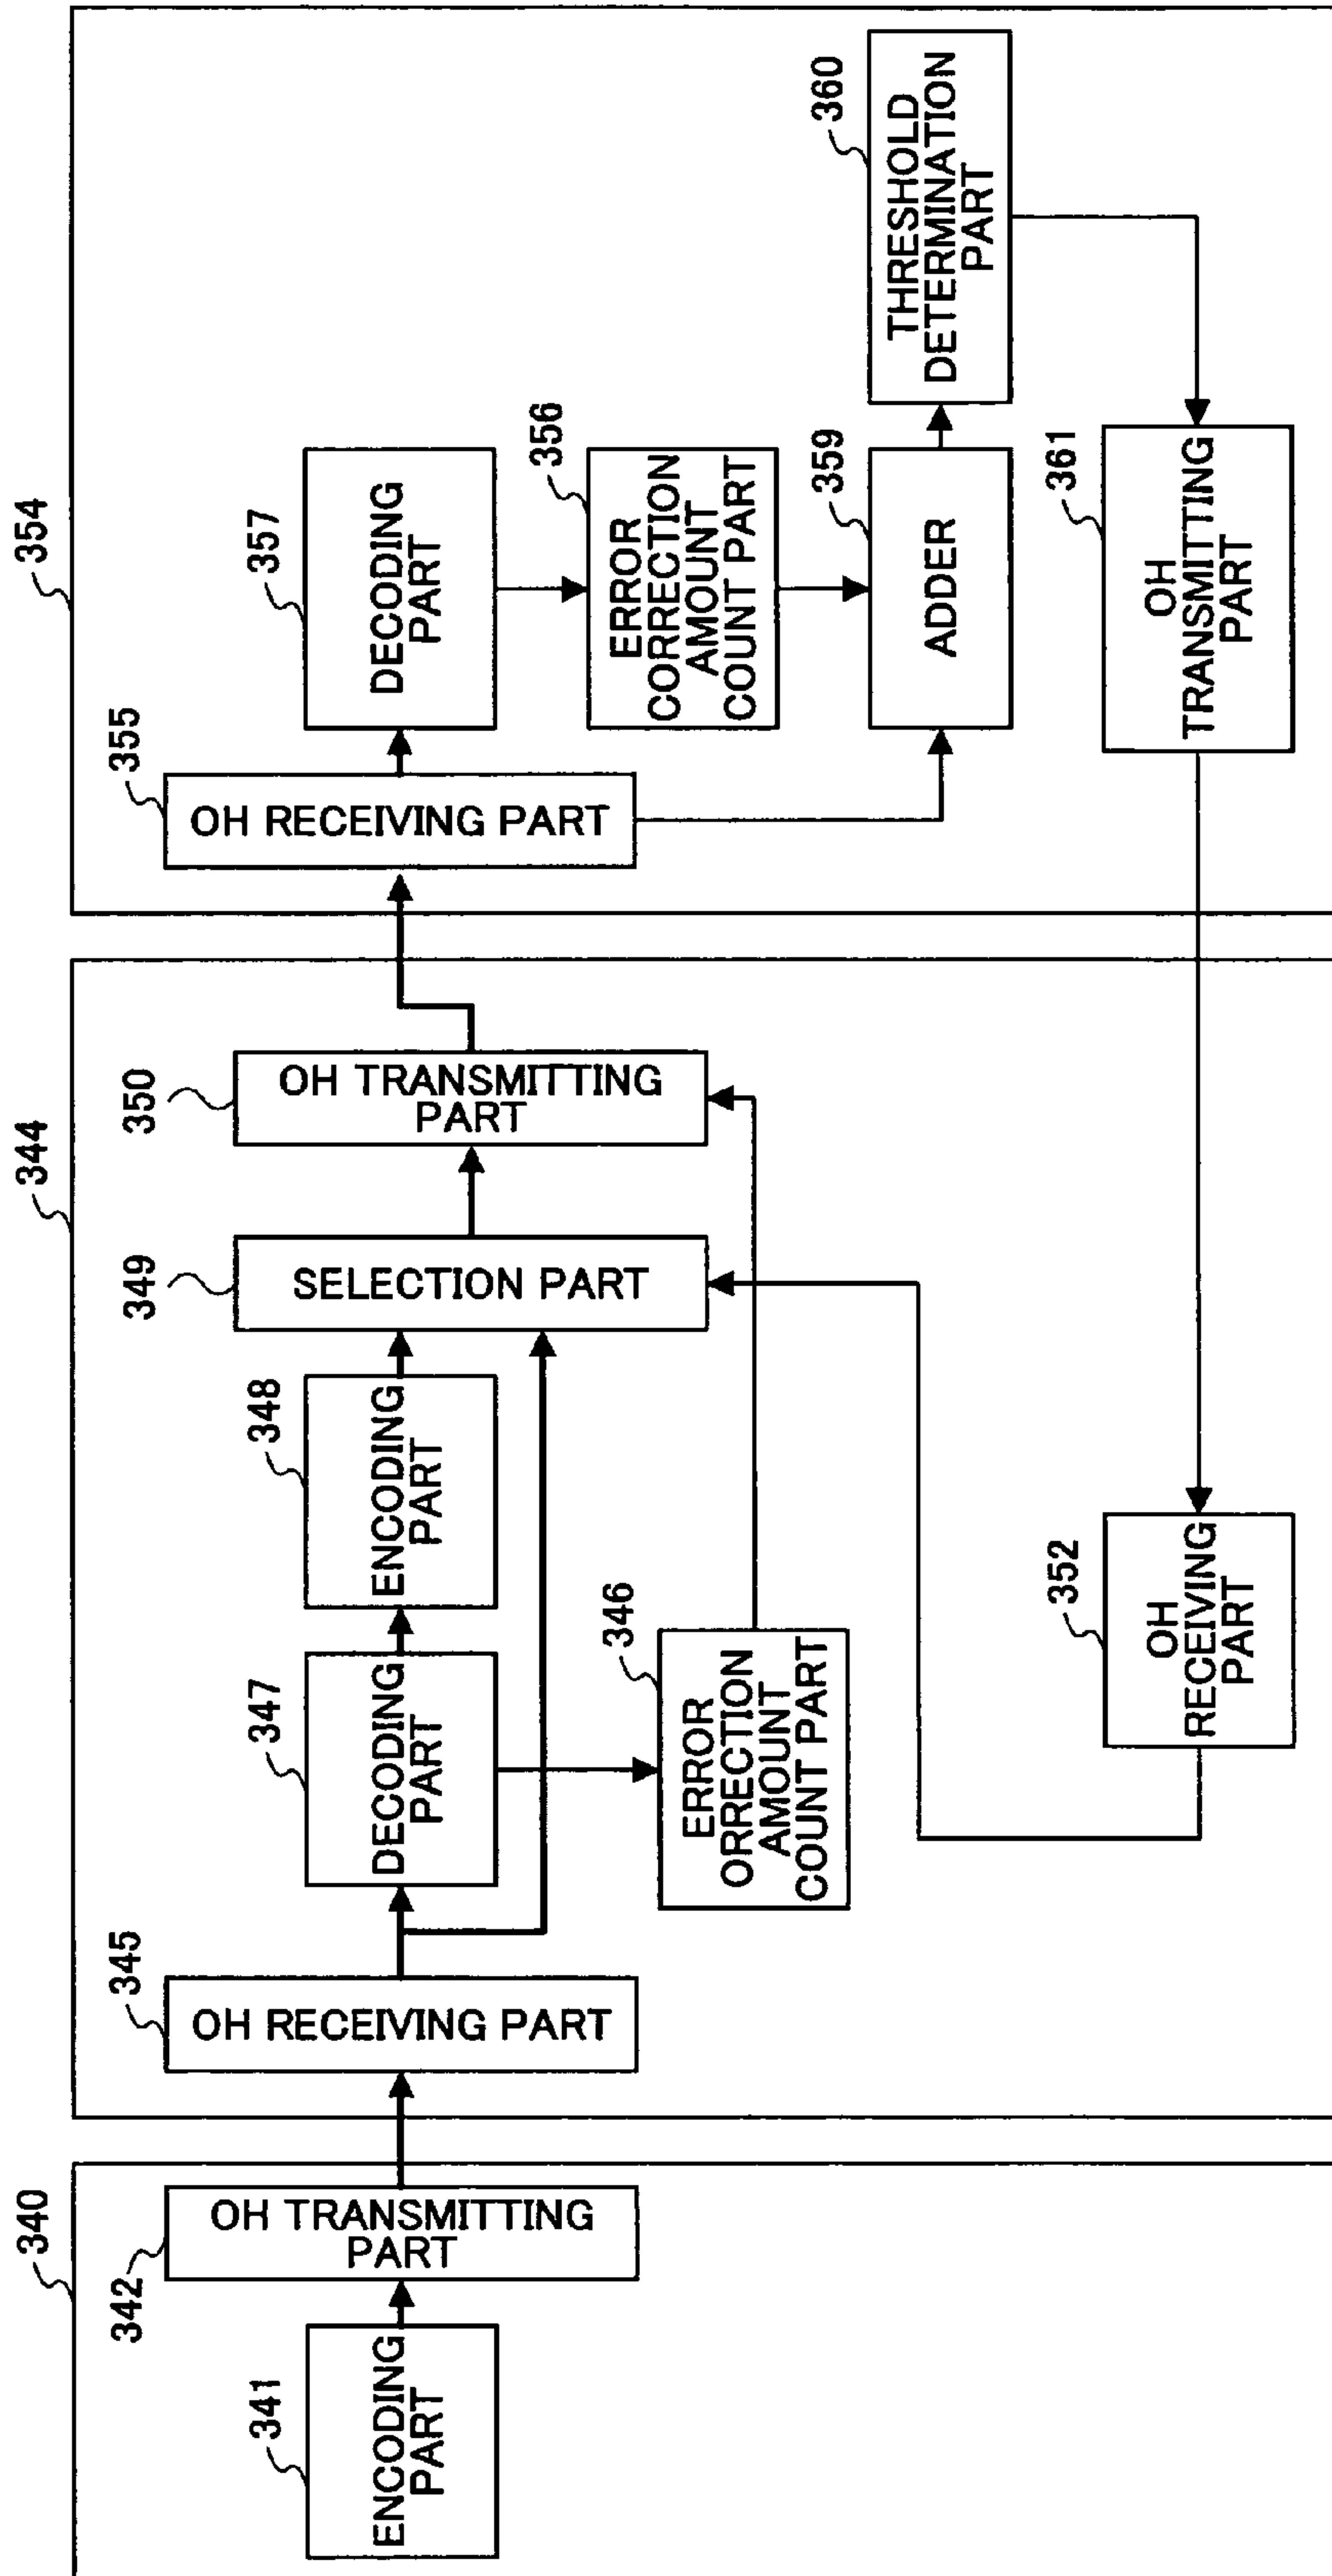 340
341
ENCODING
PART
342
OH TRANSMITTING
PART
344
345
OH RECEIVING PART
347
DECODING
PART
348
ENCODING
PART
349
SELECTION PART
350
OH TRANSMITTING
PART
346
ERROR
ORRECTION
AMOUNT
COUNT PART
352
OH
RECEIVING
PART
354
355
OH RECEIVING PART
357
DECODING
PART
356
ERROR
CORRECTION
AMOUNT
COUNT PART
359
ADDER
360
THRESHOLD
DETERMINATION
PART
361
OH
TRANSMITTING
PART